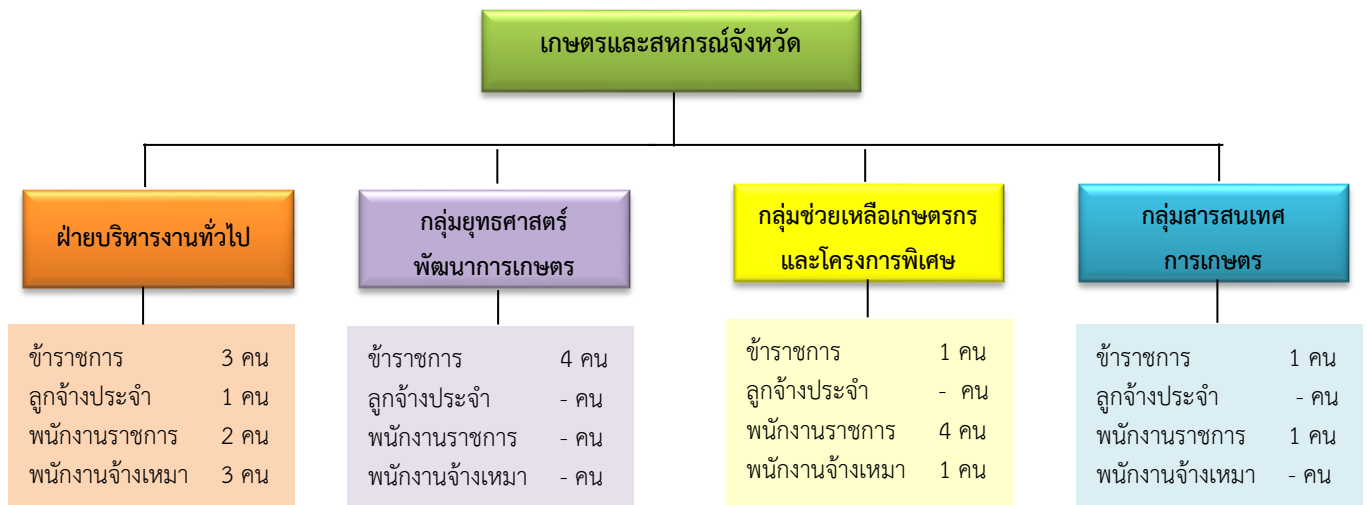 เกษตรและสหกรณ์จังหวัด
ฝ่ายบริหารงานทั่วไป
กลุ่มยุทธศาสตร์
พัฒนาการเกษตร
กลุ่มช่วยเหลือเกษตรกร
และโครงการพิเศษ
กลุ่มสารสนเทศ
การเกษตร
ข้าราชการ 3 คน
ลูกจ้างประจำ 1 คน
พนักงานราชการ 2 คน
พนักงานจ้างเหมา 3 คน
ข้าราชการ 4 คน
ลูกจ้างประจำ - คน
พนักงานราชการ - คน
พนักงานจ้างเหมา - คน
ข้าราชการ 1 คน
ลูกจ้างประจำ - คน
พนักงานราชการ 4 คน
พนักงานจ้างเหมา 1 คน
ข้าราชการ 1 คน
ลูกจ้างประจำ - คน
พนักงานราชการ 1 คน
พนักงานจ้างเหมา - คน